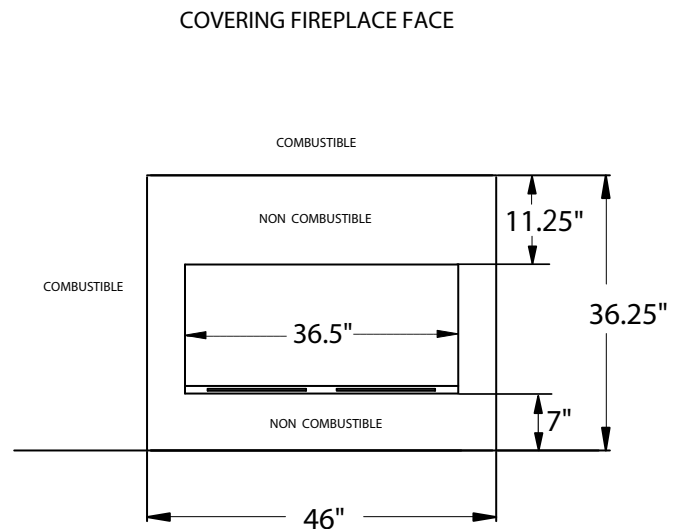 COVERING FIREPLACE FACE
COMBUSTIBLE
NON COMBUSTIBLE
11.25"
COMBUSTIBLE
36.25"
36.5"
7"
NON COMBUSTIBLE
46"